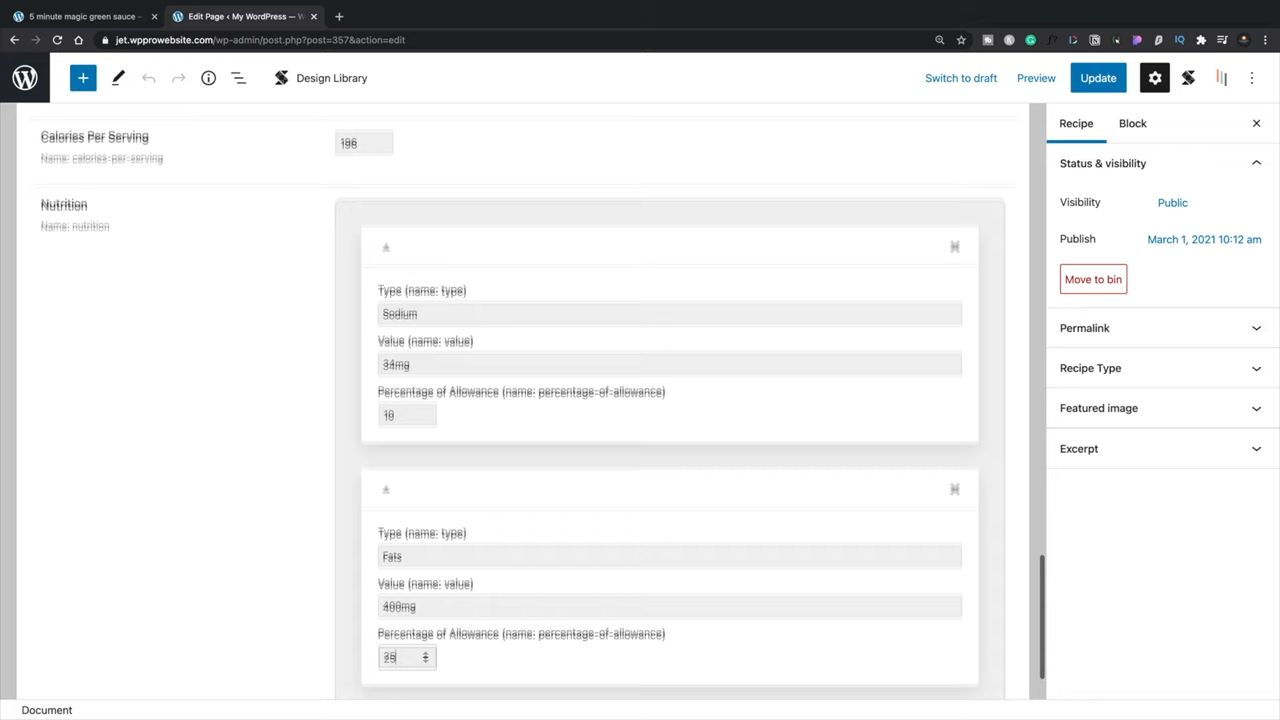 5 minute magic green sauce –
Edit Page ‹ My WordPress — W
jet.wpprowebsite.com/wp-admin/post.php?post=357&action=edit
Design Library
Switch to draft
Preview
Update
Calories Per Serving
Name: calories-per-serving
196
Nutrition
Name: nutrition
Type (name: type)
Sodium
Value (name: value)
34mg
Percentage of Allowance (name: percentage-of-allowance)
10
Type (name: type)
Fats
Value (name: value)
400mg
Percentage of Allowance (name: percentage-of-allowance)
25
Recipe
Block
Status & visibility
Visibility
Public
Publish
March 1, 2021 10:12 am
Move to bin
Permalink
Recipe Type
Featured image
Excerpt
Document